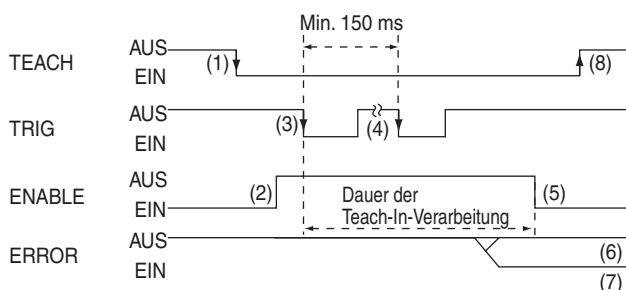 Min. 150 ms
TEACH
AUS
EIN
(1)
(8)
TRIG
AUS
EIN
(3)
(4)
ENABLE
AUS
EIN
(2)
Dauer der
Teach-In-Verarbeitung
(5)
ERROR
AUS
EIN
(6)
(7)